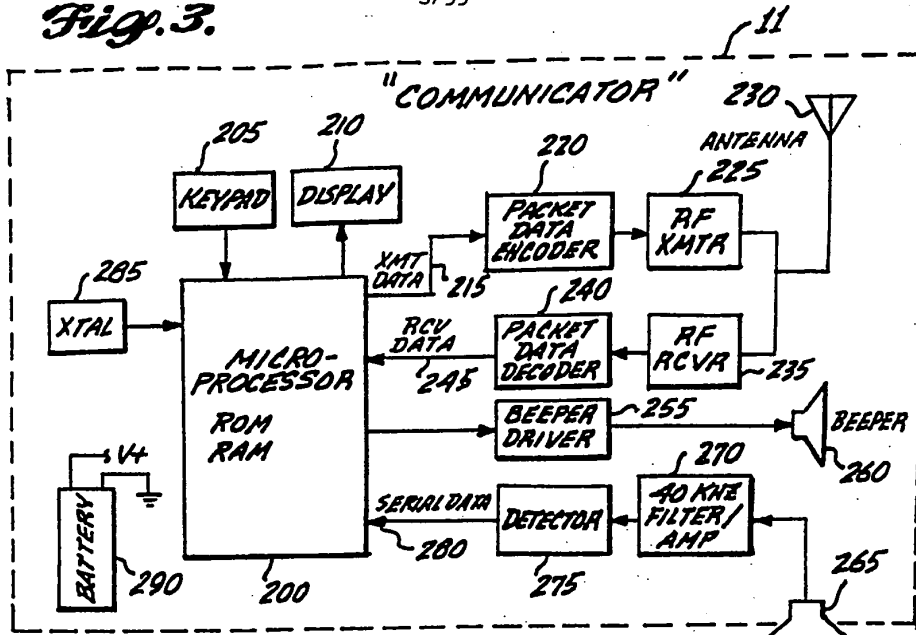 Fig. 3.
3/55
11
"COMMUNICATOR"
230
ANTENNA
205
210
220
225
KEYPAD
DISPLAY
PACKET DATA ENCODER
RF XMTR
XMT DATA
215
285
XTAL
240
RCV DATA
245
PACKET DATA DECODER
RF RCVR
235
MICRO-PROCESSOR
ROM
RAM
BEEPER DRIVER
255
BEEPER
260
V+
BATTERY
290
270
SERIAL DATA
280
DETECTOR
275
40 KHZ FILTER/AMP
265
200